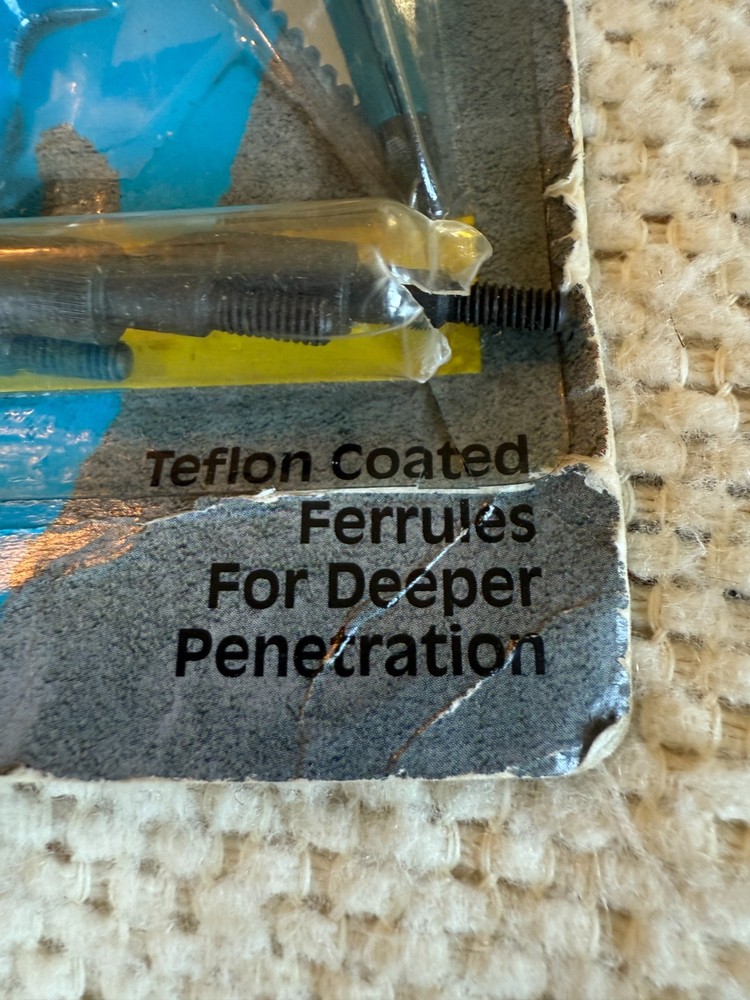 Teflon Coated
Ferrules
For Deeper
Penetration